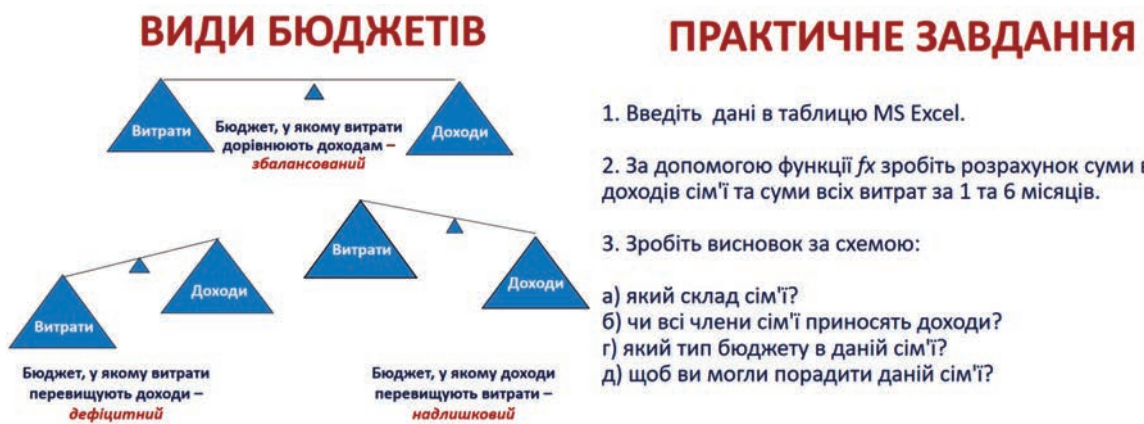 ВИДИ БЮДЖЕТІВ
Витрати
Доходи
Бюджет, у якому витрати
дорівнюють доходам –
збалансований
Витрати
Доходи
Бюджет, у якому витрати
перевищують доходи –
дефіцитний
Витрати
Доходи
Бюджет, у якому доходи
перевищують витрати –
надлишковий
ПРАКТИЧНЕ ЗАВДАННЯ
1. Введіть дані в таблицю MS Excel.
2. За допомогою функції fx зробіть розрахунок суми
доходів сім'ї та суми всіх витрат за 1 та 6 місяців.
3. Зробіть висновок за схемою:
а) який склад сім'ї?
б) чи всі члени сім'ї приносять доходи?
г) який тип бюджету в даній сім'ї?
д) щоб ви могли порадити даній сім'ї?